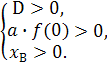 D > 0,
a · f(0) > 0,
x_B > 0.